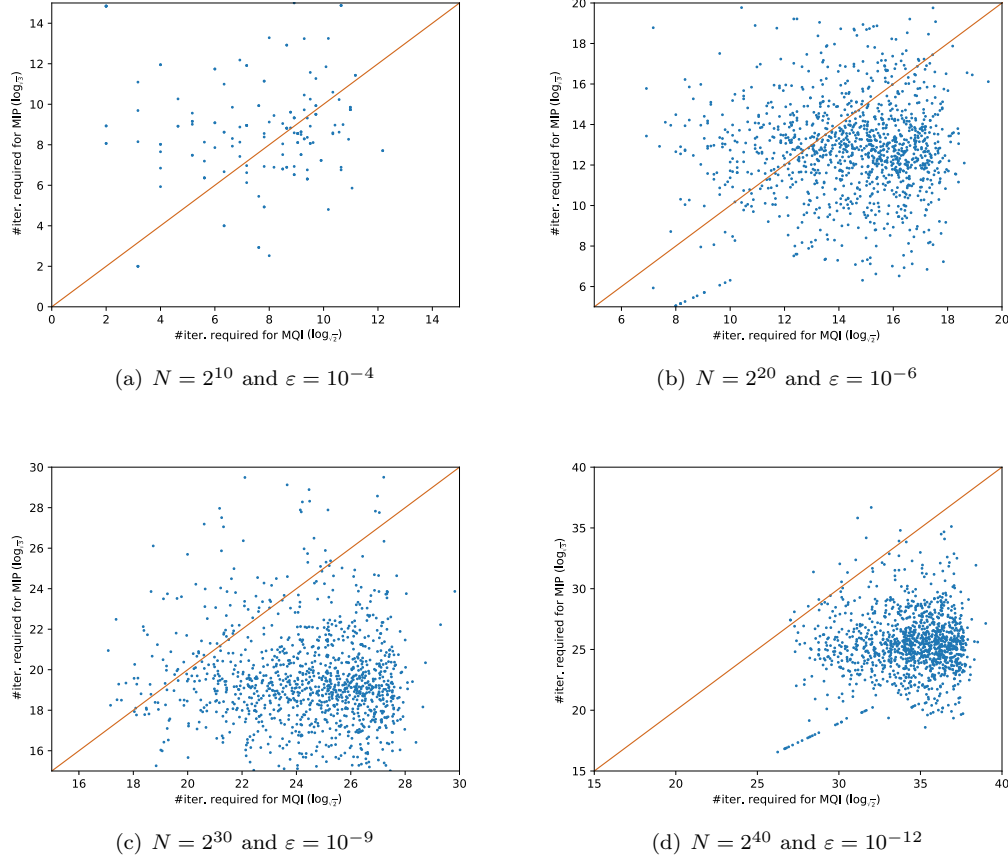 14
12
10
8
6
4
2
0
#iter. required for MIP (log√3)
0 2 4 6 8 10 12 14
#iter. required for MQI (log√2)
(a) N = 2^10 and ε = 10^−4
20
18
16
14
12
10
8
6
#iter. required for MIP (log√3)
6 8 10 12 14 16 18 20
#iter. required for MQI (log√2)
(b) N = 2^20 and ε = 10^−6
30
28
26
24
22
20
18
16
#iter. required for MIP (log√3)
16 18 20 22 24 26 28 30
#iter. required for MQI (log√2)
(c) N = 2^30 and ε = 10^−9
40
35
30
25
20
15
#iter. required for MIP (log√3)
15 20 25 30 35 40
#iter. required for MQI (log√2)
(d) N = 2^40 and ε = 10^−12